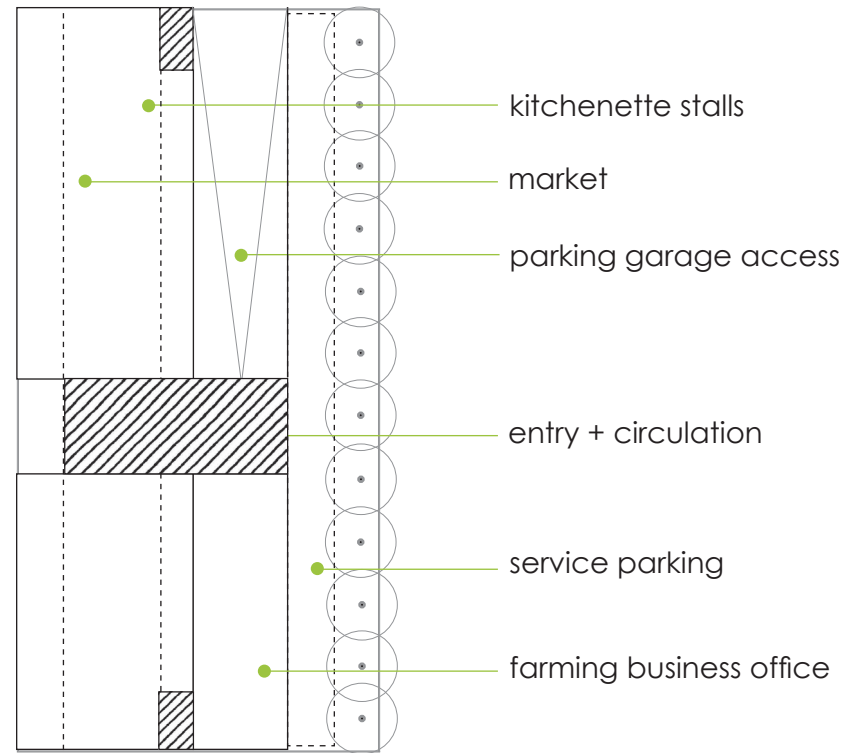 kitchenette stalls
market
parking garage access
entry + circulation
service parking
farming business office